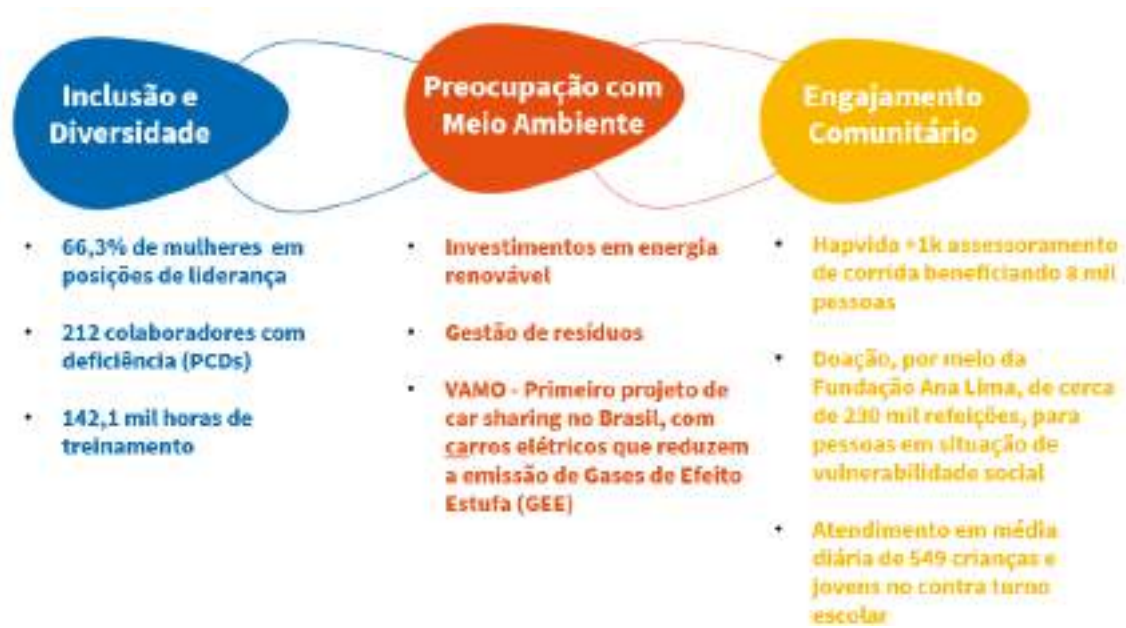 Inclusão e
Diversidade
• 66,3% de mulheres em
posições de liderança
• 212 colaboradores com
deficiência (PCDs)
• 142,1 mil horas de
treinamento
Preocupação com
Meio Ambiente
• Investimentos em energia
renovável
• Gestão de resíduos
• VAMO - Primeiro projeto de
car sharing no Brasil, com
carros elétricos que reduzem
a emissão de Gases de Efeito
Estufa (GEE)
Engajamento
Comunitário
• Hapvida +1k assessoramento
de corrida beneficiando 8 mil
pessoas
• Doação, por meio da
Fundação Ana Lima, de cerca
de 230 mil refeições, para
pessoas em situação de
vulnerabilidade social
• Atendimento em média
diária de 549 crianças e
jovens no contra turno
escolar